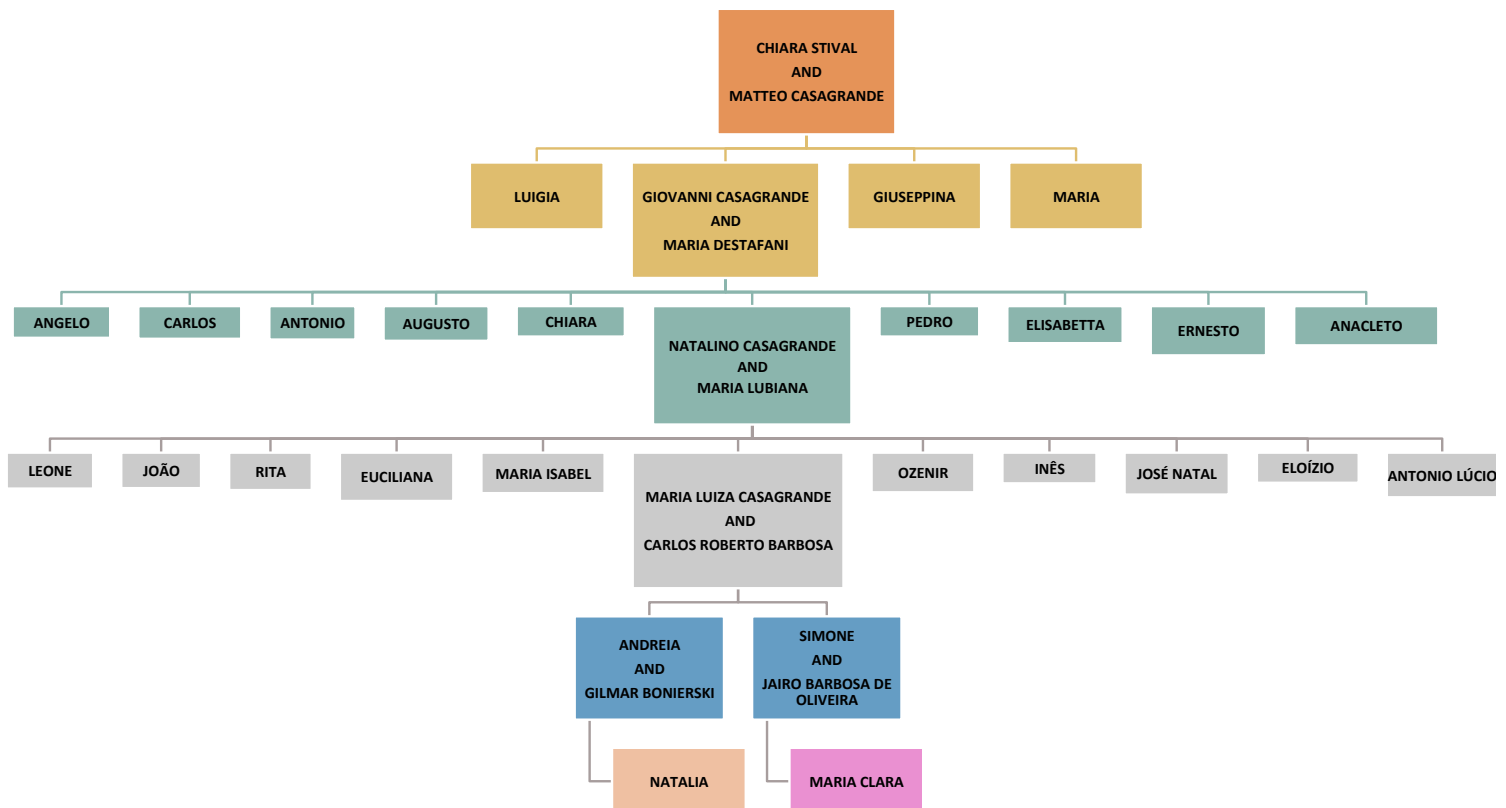 CHIARA STIVAL
AND
MATTEO CASAGRANDE
LUIGIA
GIOVANNI CASAGRANDE
AND
MARIA DESTAFANI
GIUSEPPINA
MARIA
ANGELO
CARLOS
ANTONIO
AUGUSTO
CHIARA
NATALINO CASAGRANDE
AND
MARIA LUBIANA
PEDRO
ELISABETTA
ERNESTO
ANACLETO
LEONE
JOÃO
RITA
EUCILIANA
MARIA ISABEL
MARIA LUIZA CASAGRANDE
AND
CARLOS ROBERTO BARBOSA
OZENIR
INÊS
JOSÉ NATAL
ELOÍZIO
ANTONIO LÚCIO
ANDREIA
AND
GILMAR BONIERSKI
SIMONE
AND
JAIRO BARBOSA DE
OLIVEIRA
NATALIA
MARIA CLARA